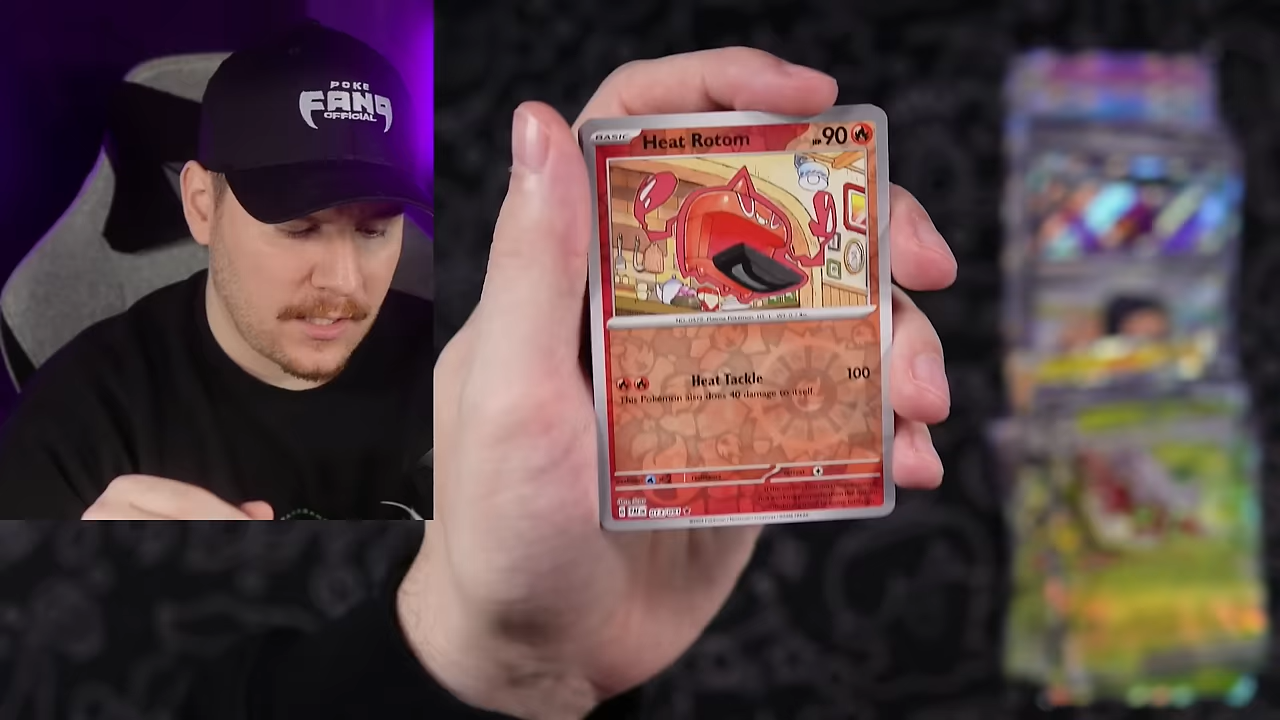 POKE
FANG
OFFICIAL
BASIC
Heat Rotom
HP 90
Heat Tackle
100
This Pokémon also does 40 damage to itself.